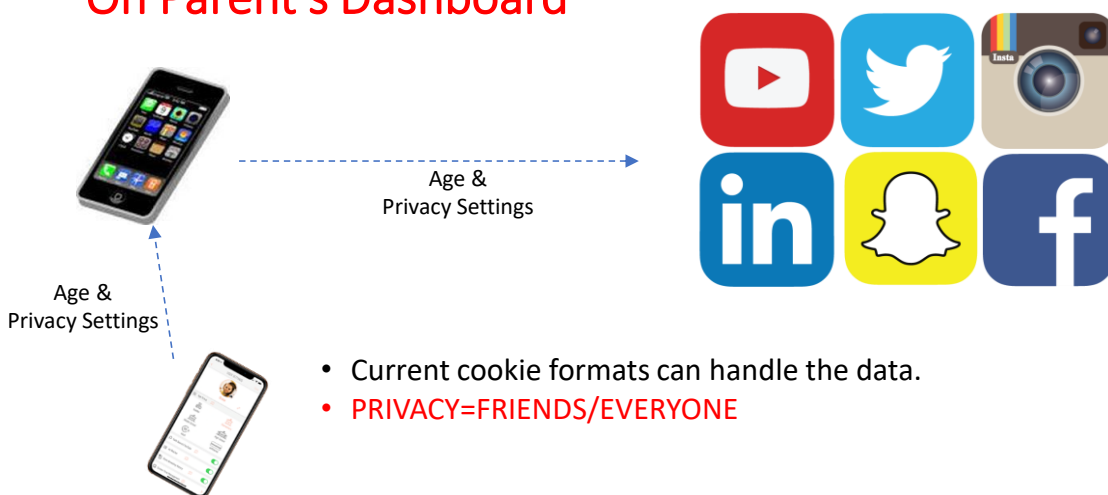 On Parent's Dashboard
Insta
Age &
Privacy Settings
in
f
Age &
Privacy Settings
• Current cookie formats can handle the data.
• PRIVACY=FRIENDS/EVERYONE